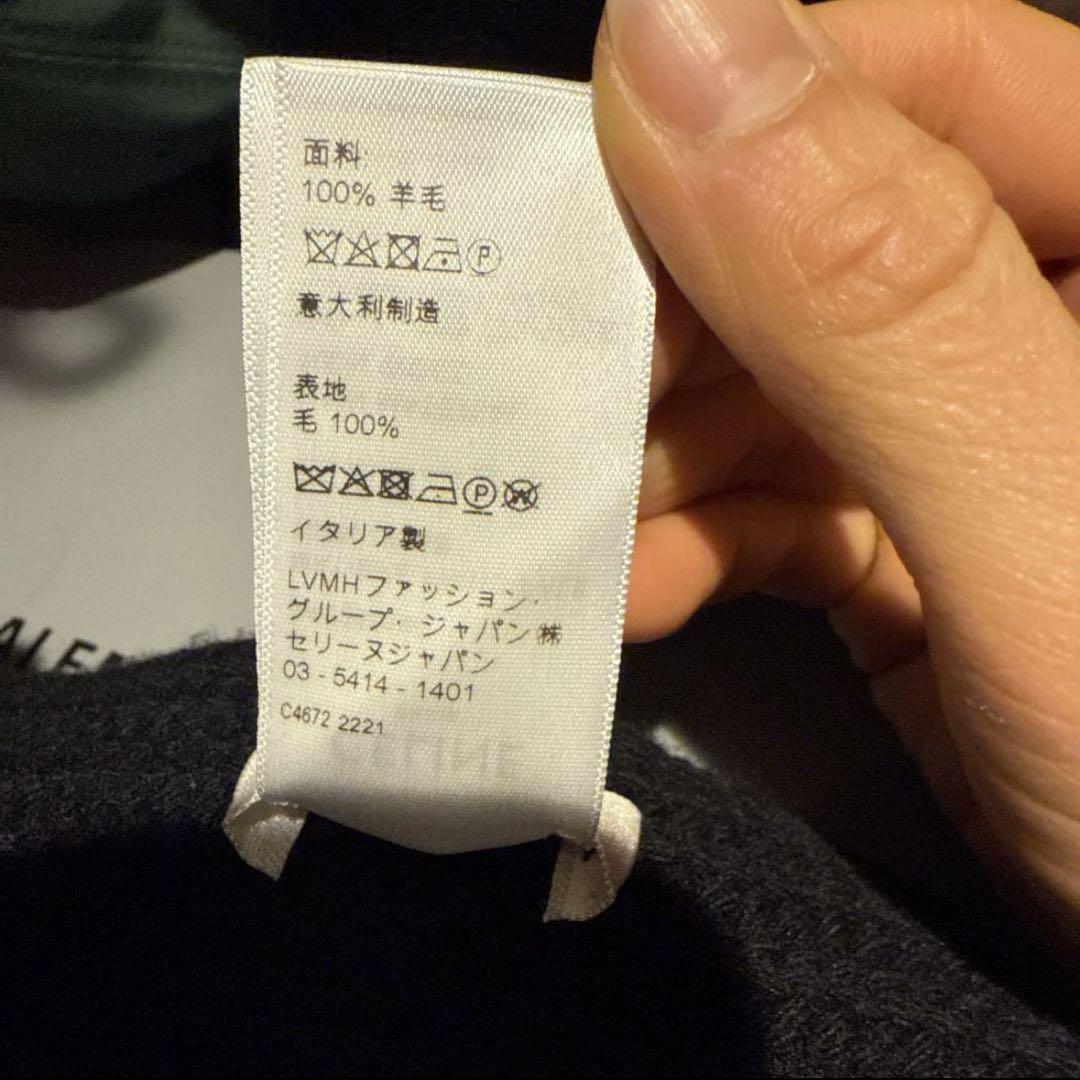 面料
100% 羊毛
P
意大利制造
表地
毛 100%
P W
イタリア製
LVMHファッション・
グループ・ジャパン㈱
セリーヌジャパン
03 - 5414 - 1401
C4672 2221